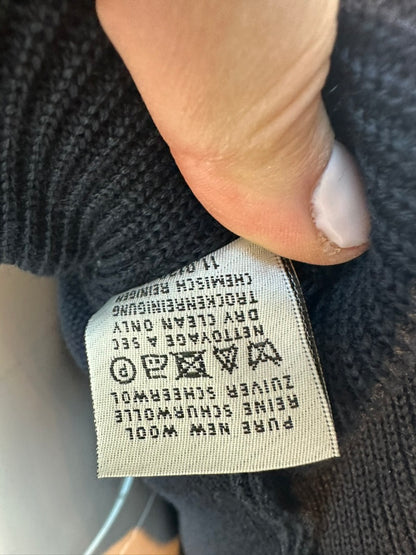 PURE NEW WOOL
REINE SCHURWOLLE
ZUIVER SCHEERWOL
P
NETTOYAGE A SEC
DRY CLEAN ONLY
TROCKENREINIGUNG
CHEMISCH REINIGEN